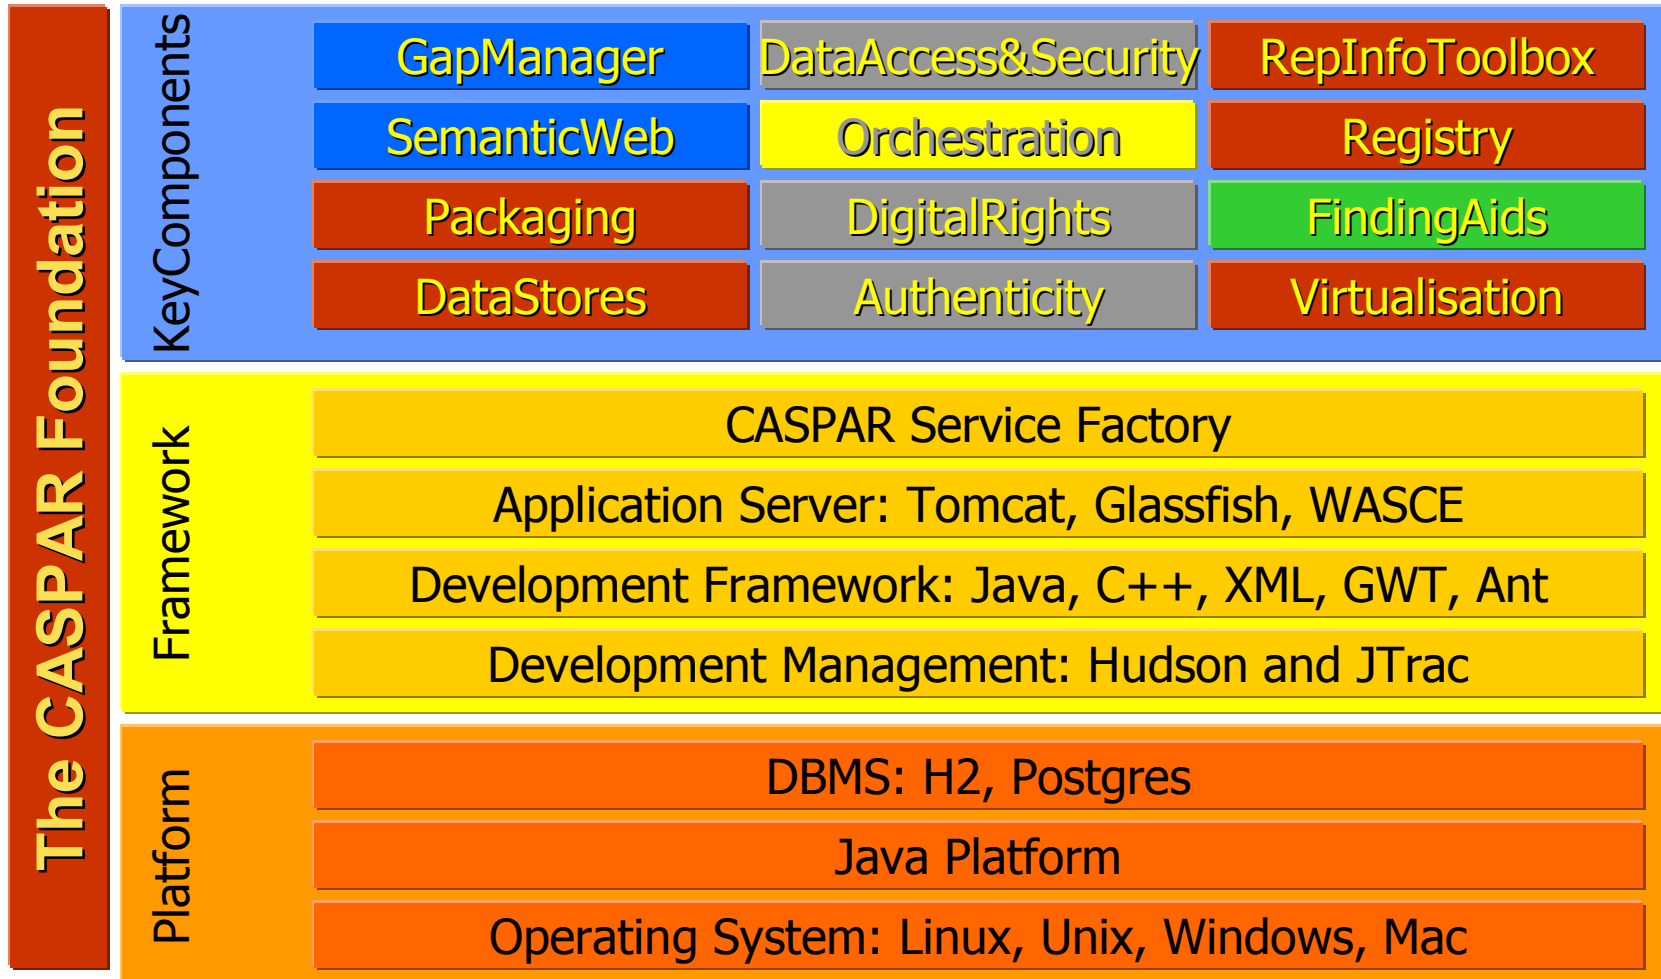 The CASPAR Foundation
KeyComponents
GapManager
DataAccess&Security
RepInfoToolbox
SemanticWeb
Orchestration
Registry
Packaging
DigitalRights
FindingAids
DataStores
Authenticity
Virtualisation
Framework
CASPAR Service Factory
Application Server: Tomcat, Glassfish, WASCE
Development Framework: Java, C++, XML, GWT, Ant
Development Management: Hudson and JTrac
Platform
DBMS: H2, Postgres
Java Platform
Operating System: Linux, Unix, Windows, Mac